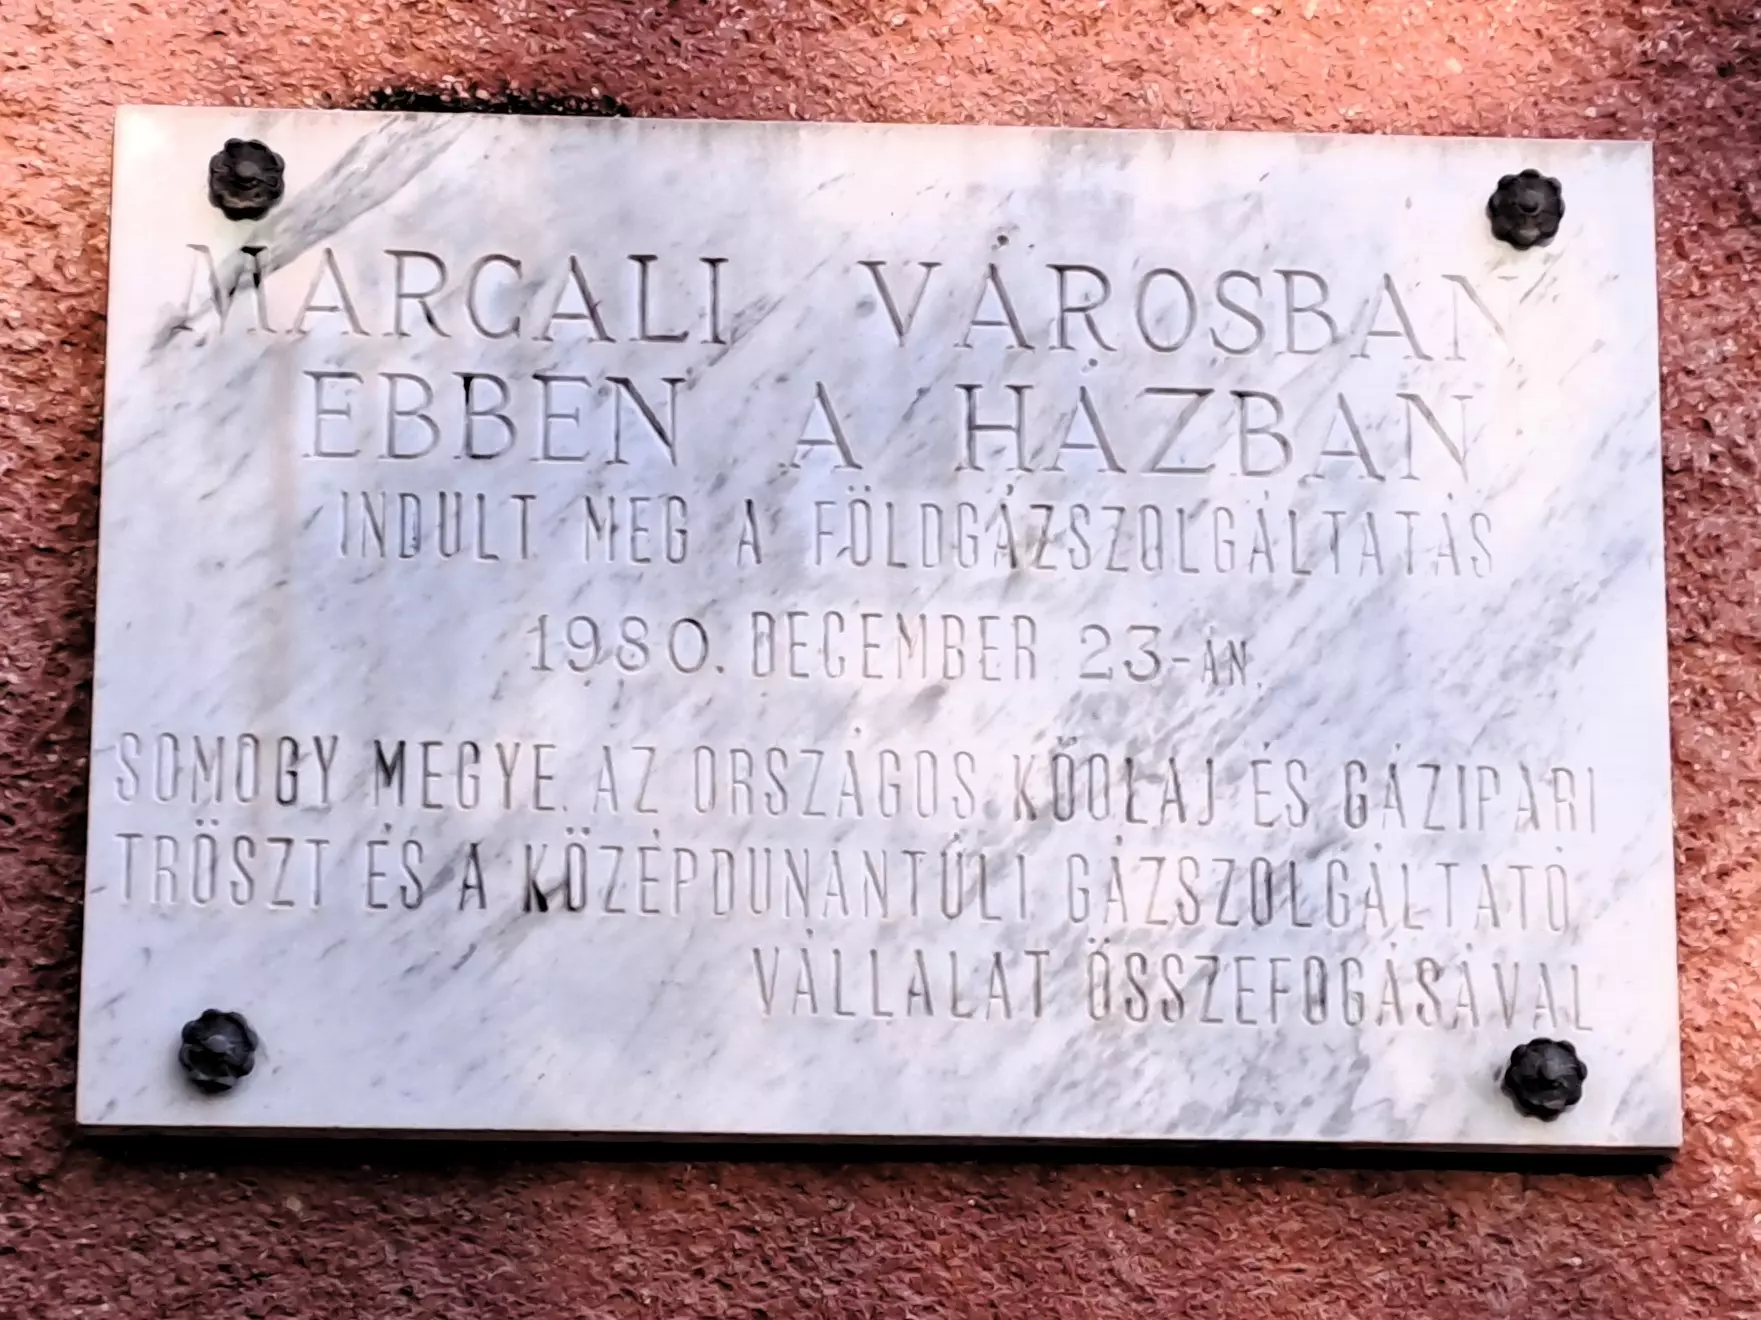 MARCALI VÁROSBAN
EBBEN A HÁZBAN
INDULT MEG A FÖLDGÁZSZOLGÁLTATÁS
1980. DECEMBER 23-ÁN.
SOMOGY MEGYE, AZ ORSZÁGOS KŐOLAJ ÉS GÁZIPARI
TRÖSZT ÉS A KÖZÉPDUNÁNTÚLI GÁZSZOLGÁLTATÓ
VÁLLALAT ÖSSZEFOGÁSÁVAL